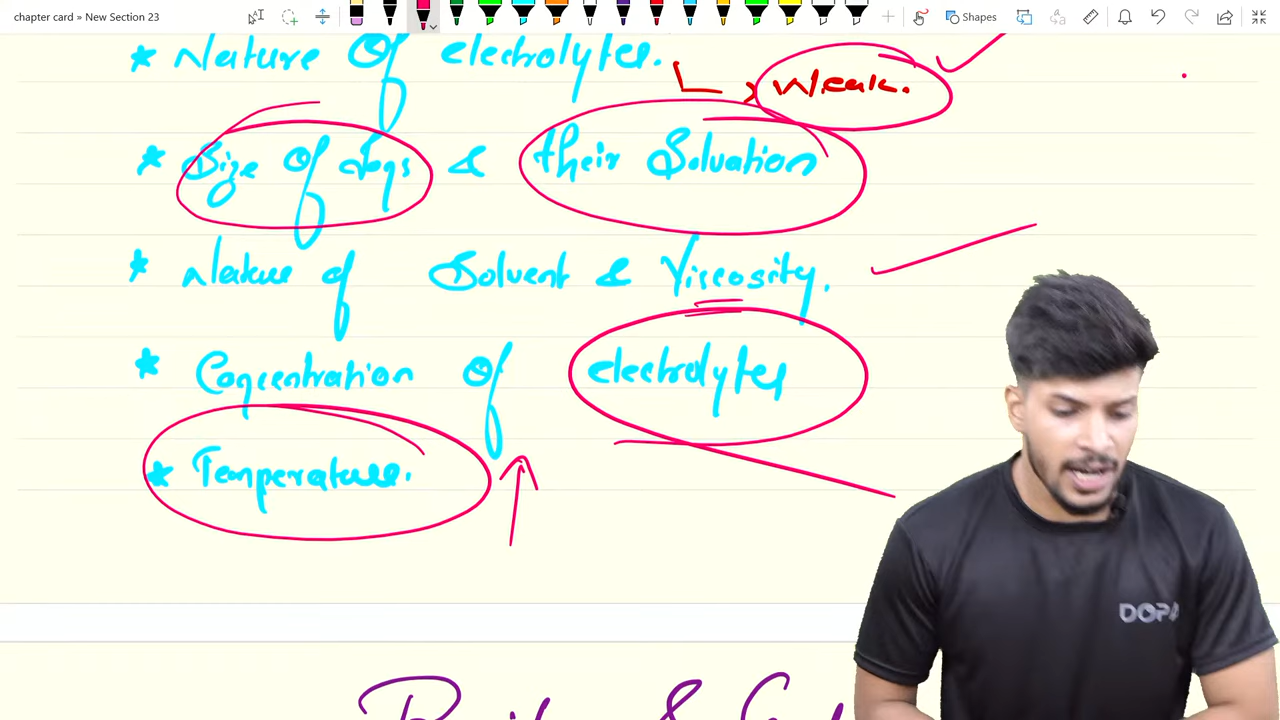 chapter card » New Section 23
Shapes
* Nature Of electrolytes.
Weak.
* Size Of Ions & their Solvation
* Nature of Solvent & Viscosity.
* Concentration Of electrolytes
* Temperature.
&
DOPA